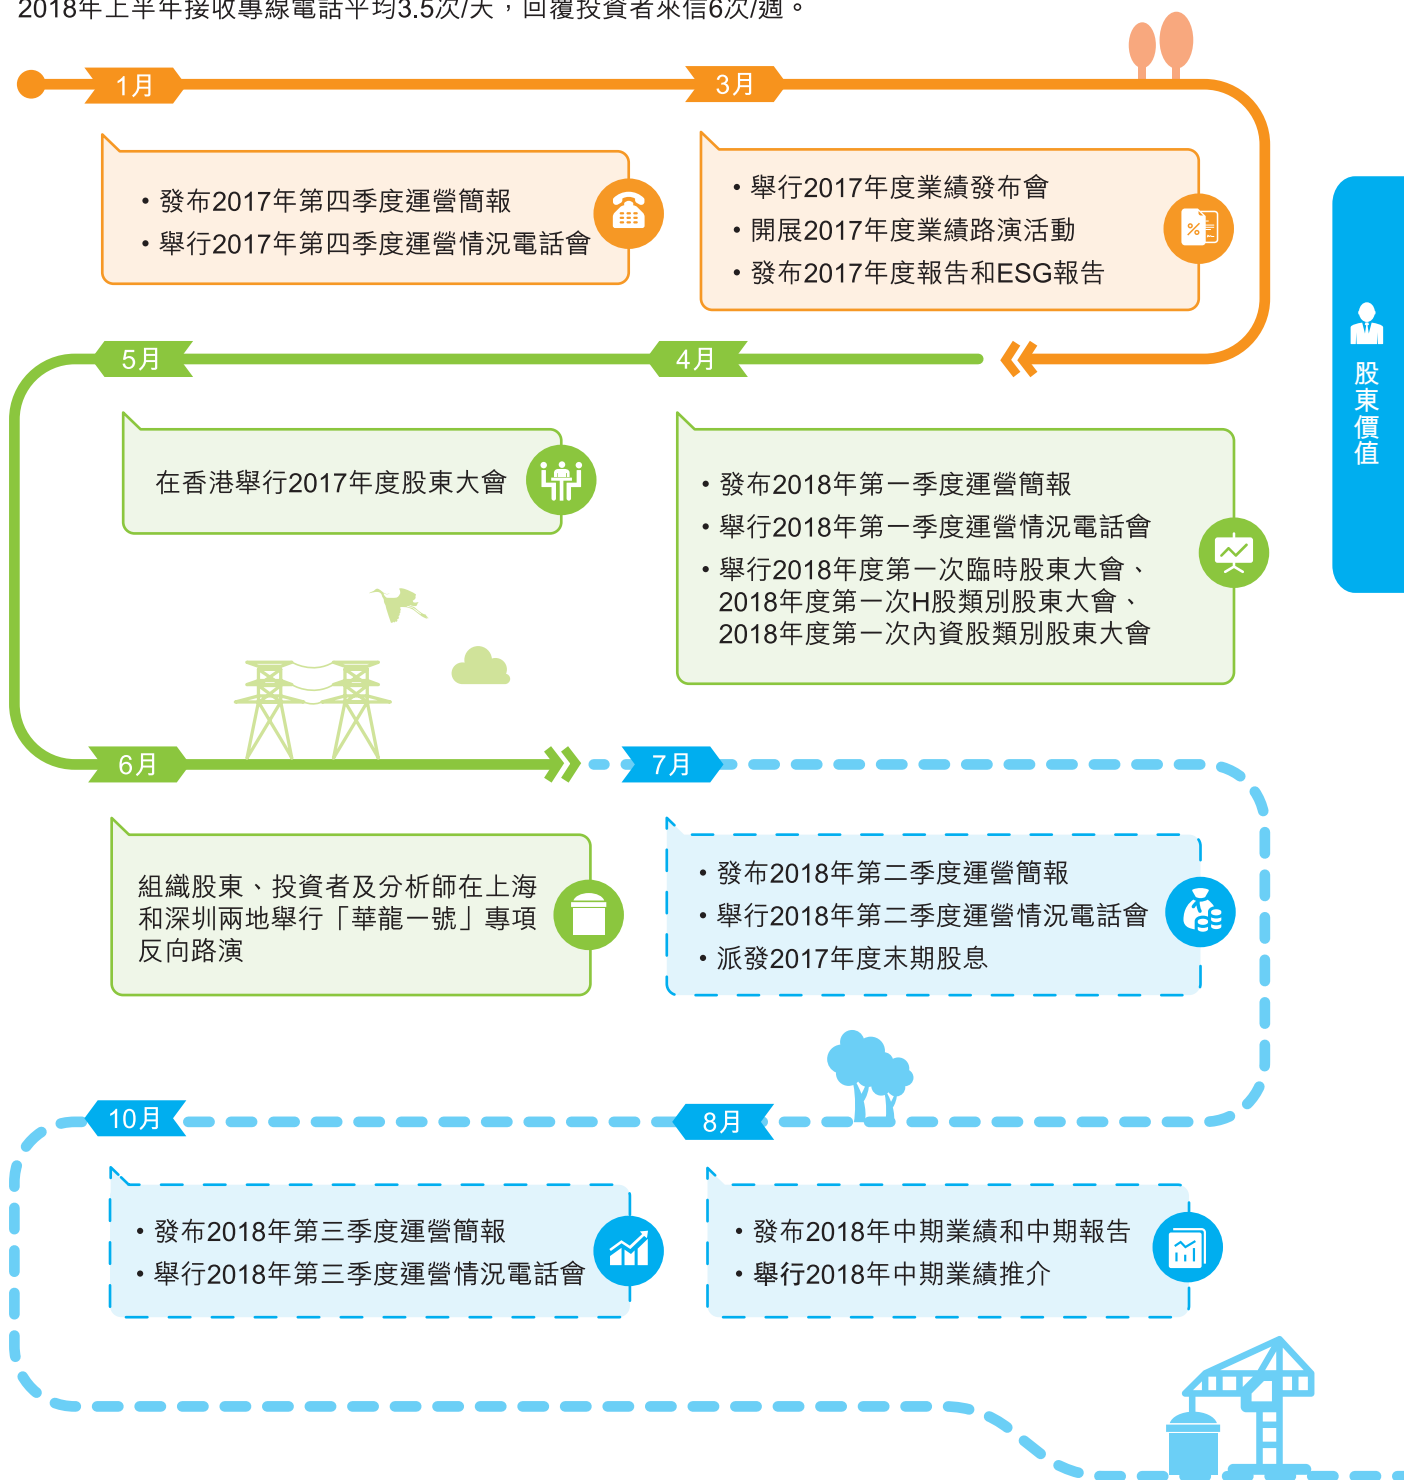 2018年上半年接收專線電話平均3.5次/天，回覆投資者來信6次/週。
1月
3月
•發布2017年第四季度運營簡報
•舉行2017年第四季度運營情況電話會
•舉行2017年度業績發布會
•開展2017年度業績路演活動
•發布2017年度報告和ESG報告
股東價值
5月
4月
在香港舉行2017年度股東大會
•發布2018年第一季度運營簡報
•舉行2018年第一季度運營情況電話會
•舉行2018年度第一次臨時股東大會、
2018年度第一次H股類別股東大會、
2018年度第一次內資股類別股東大會
6月
7月
組織股東、投資者及分析師在上海
和深圳兩地舉行「華龍一號」專項
反向路演
•發布2018年第二季度運營簡報
•舉行2018年第二季度運營情況電話會
•派發2017年度末期股息
10月
8月
•發布2018年第三季度運營簡報
•舉行2018年第三季度運營情況電話會
•發布2018年中期業績和中期報告
•舉行2018年中期業績推介